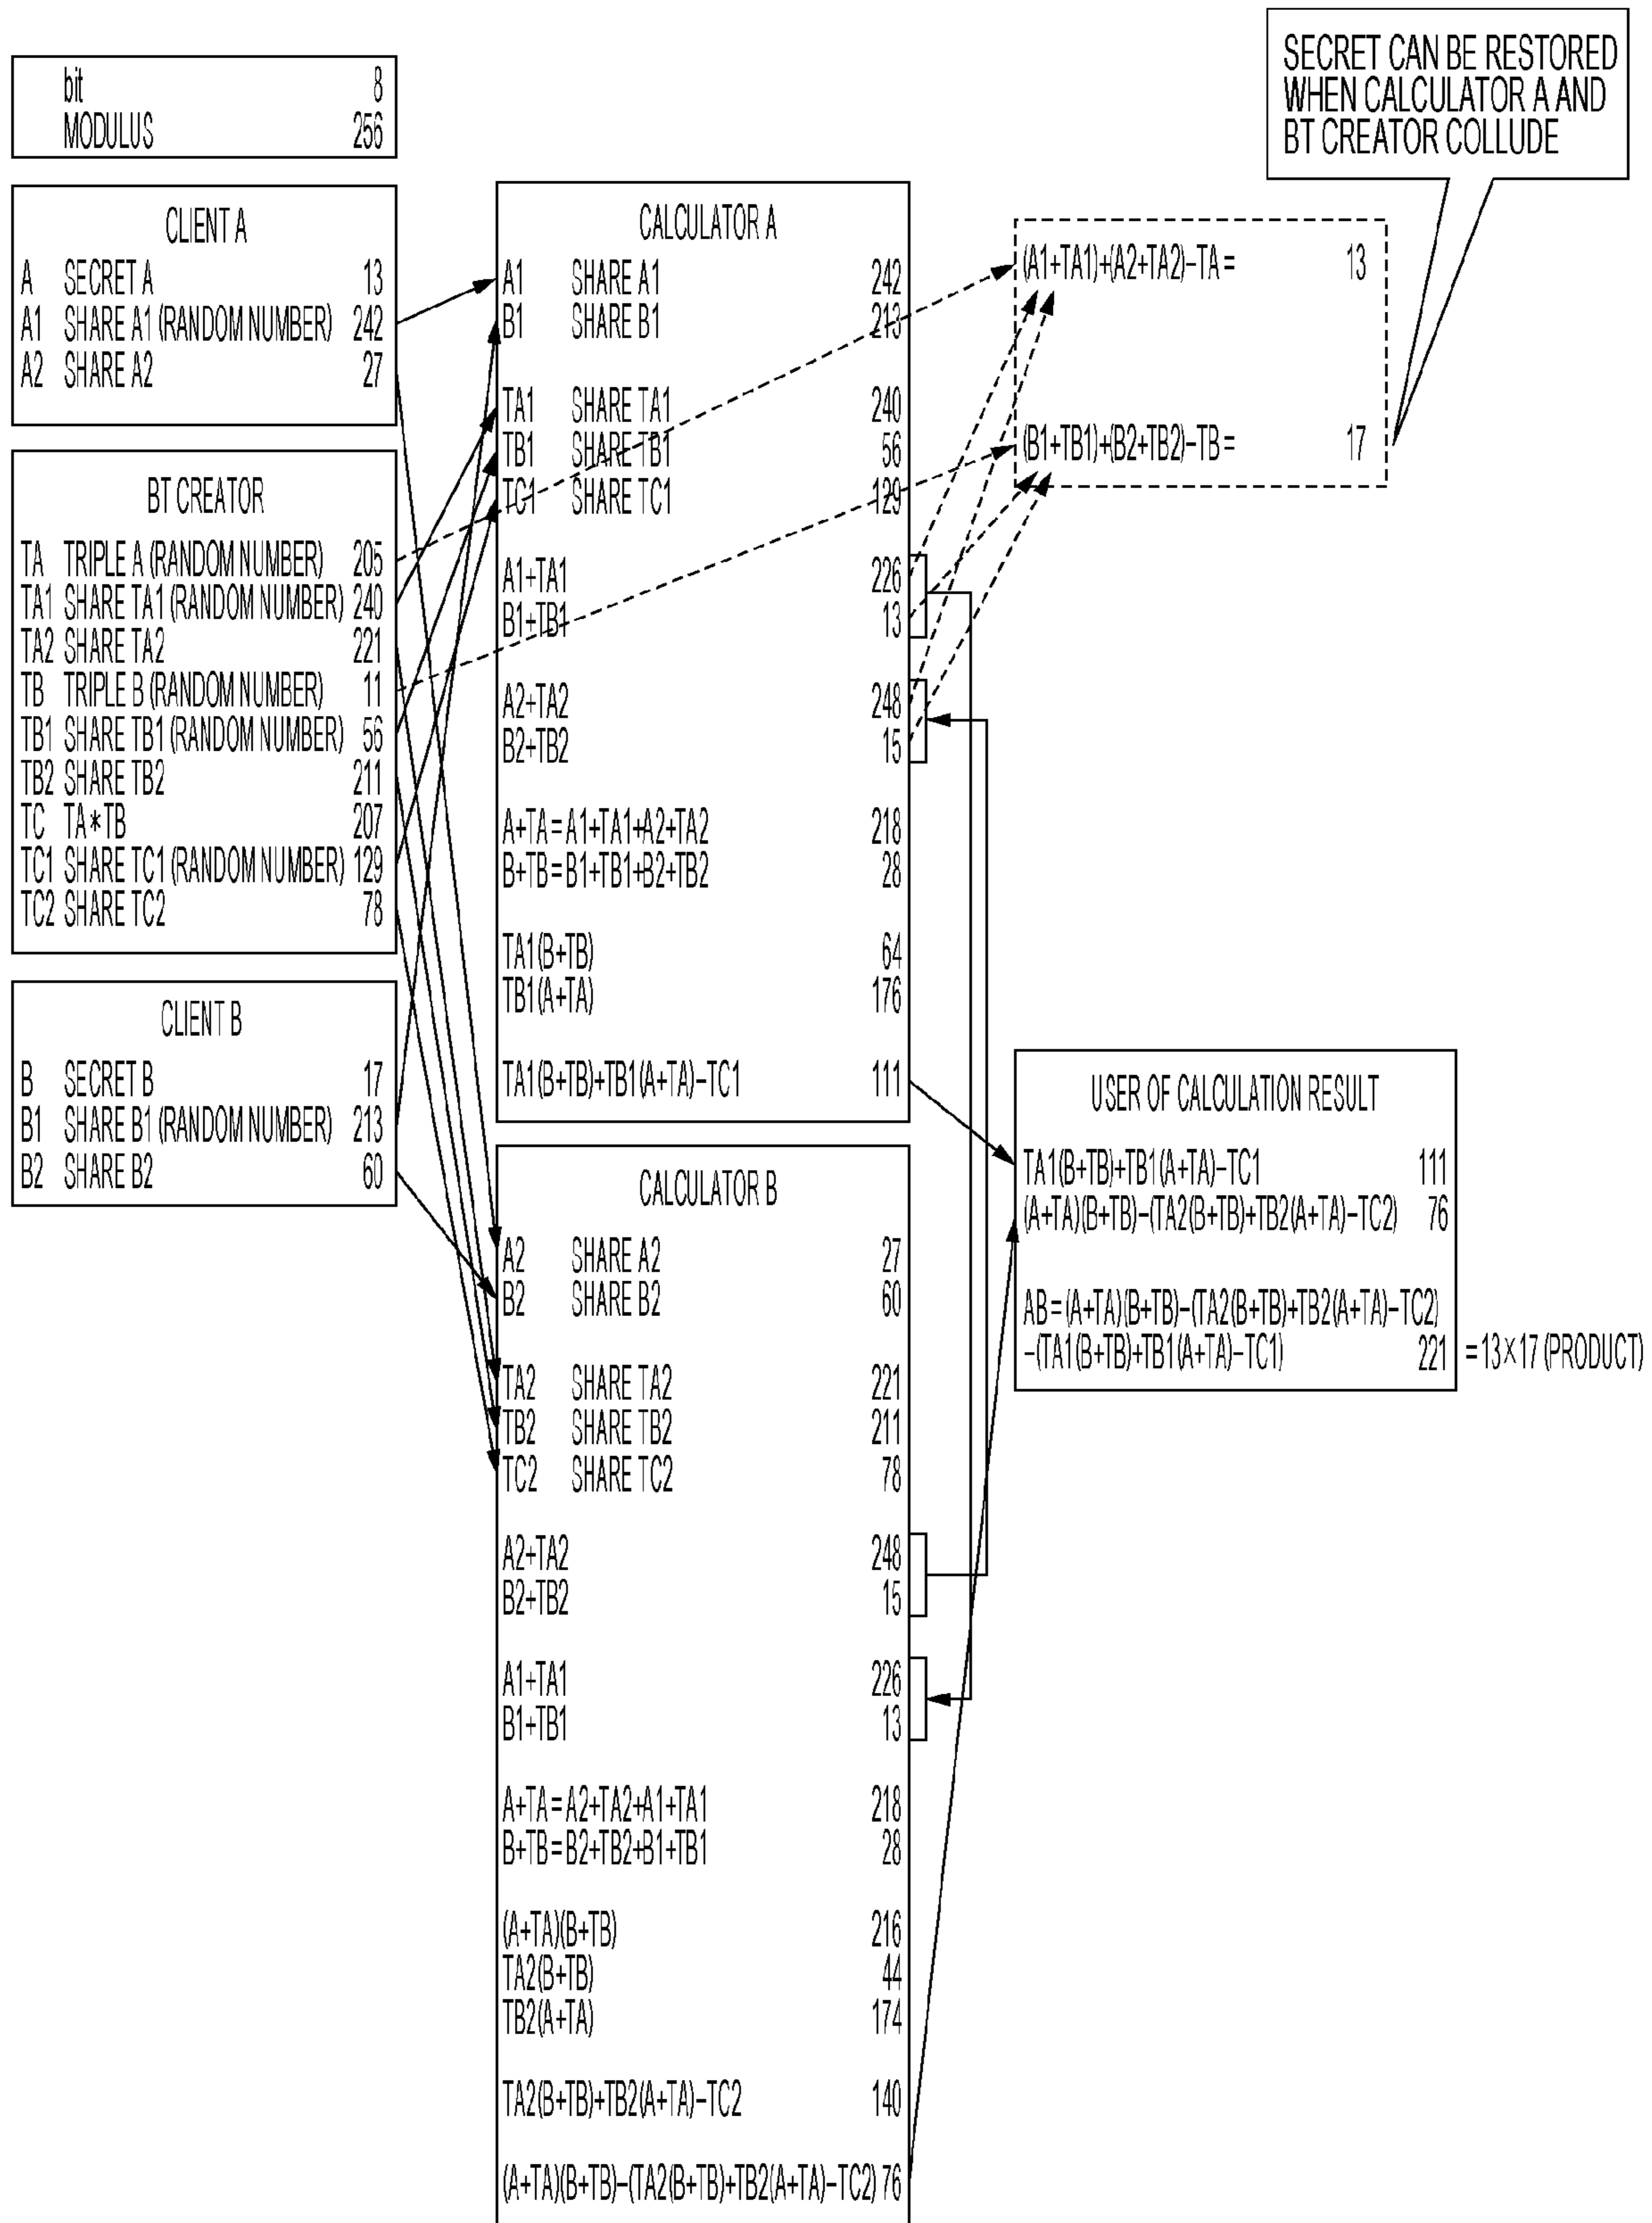 SECRET CAN BE RESTORED
WHEN CALCULATOR A AND
BT CREATOR COLLUDE
bit 8
MODULUS 256
CLIENT A
A SECRET A 13
A1 SHARE A1 (RANDOM NUMBER) 242
A2 SHARE A2 27
BT CREATOR
TA TRIPLE A (RANDOM NUMBER) 205
TA1 SHARE TA1 (RANDOM NUMBER) 240
TA2 SHARE TA2 221
TB TRIPLE B (RANDOM NUMBER) 11
TB1 SHARE TB1 (RANDOM NUMBER) 56
TB2 SHARE TB2 211
TC TA*TB 207
TC1 SHARE TC1 (RANDOM NUMBER) 129
TC2 SHARE TC2 78
CLIENT B
B SECRET B 17
B1 SHARE B1 (RANDOM NUMBER) 213
B2 SHARE B2 60
CALCULATOR A
A1 SHARE A1 242
B1 SHARE B1 213
TA1 SHARE TA1 240
TB1 SHARE TB1 56
TC1 SHARE TC1 129
A1+TA1 226
B1+TB1 13
A2+TA2 248
B2+TB2 15
A+TA=A1+TA1+A2+TA2 218
B+TB=B1+TB1+B2+TB2 28
TA1(B+TB) 64
TB1(A+TA) 176
TA1(B+TB)+TB1(A+TA)−TC1 111
CALCULATOR B
A2 SHARE A2 27
B2 SHARE B2 60
TA2 SHARE TA2 221
TB2 SHARE TB2 211
TC2 SHARE TC2 78
A2+TA2 248
B2+TB2 15
A1+TA1 226
B1+TB1 13
A+TA=A2+TA2+A1+TA1 218
B+TB=B2+TB2+B1+TB1 28
(A+TA)(B+TB) 216
TA2(B+TB) 44
TB2(A+TA) 174
TA2(B+TB)+TB2(A+TA)−TC2 140
(A+TA)(B+TB)−(TA2(B+TB)+TB2(A+TA)−TC2) 76
(A1+TA1)+(A2+TA2)−TA= 13
(B1+TB1)+(B2+TB2)−TB= 17
USER OF CALCULATION RESULT
TA1(B+TB)+TB1(A+TA)−TC1 111
(A+TA)(B+TB)−(TA2(B+TB)+TB2(A+TA)−TC2) 76
AB=(A+TA)(B+TB)−(TA2(B+TB)+TB2(A+TA)−TC2)
−(TA1(B+TB)+TB1(A+TA)−TC1) 221 =13×17 (PRODUCT)